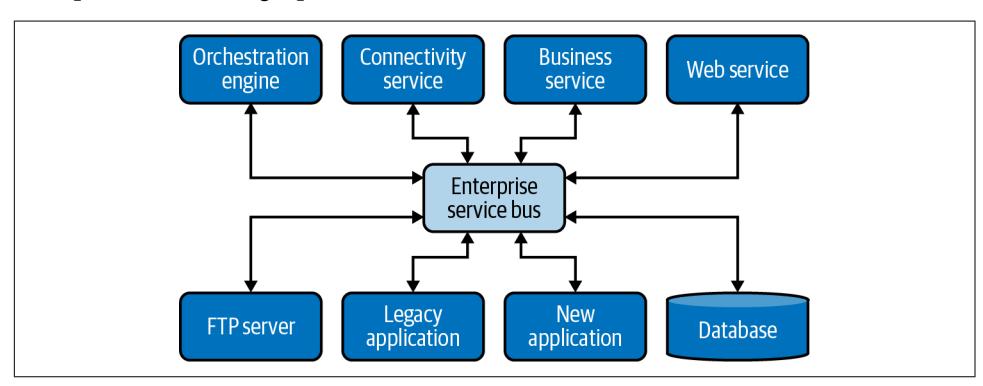 Orchestration
engine
Connectivity
service
Business
service
Web service
Enterprise
service bus
FTP server
Legacy
application
New
application
Database